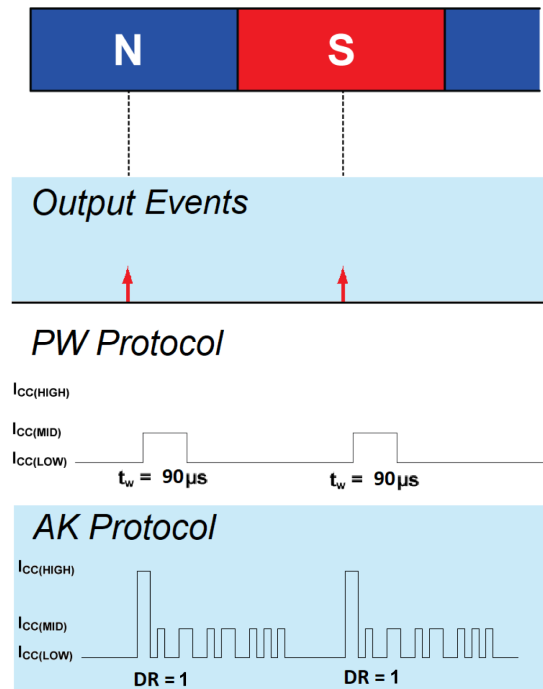 N S
Output Events
PW Protocol
ICC(HIGH)
ICC(MID)
ICC(LOW)
tw = 90µs tw = 90µs
AK Protocol
ICC(HIGH)
ICC(MID)
ICC(LOW)
DR = 1 DR = 1